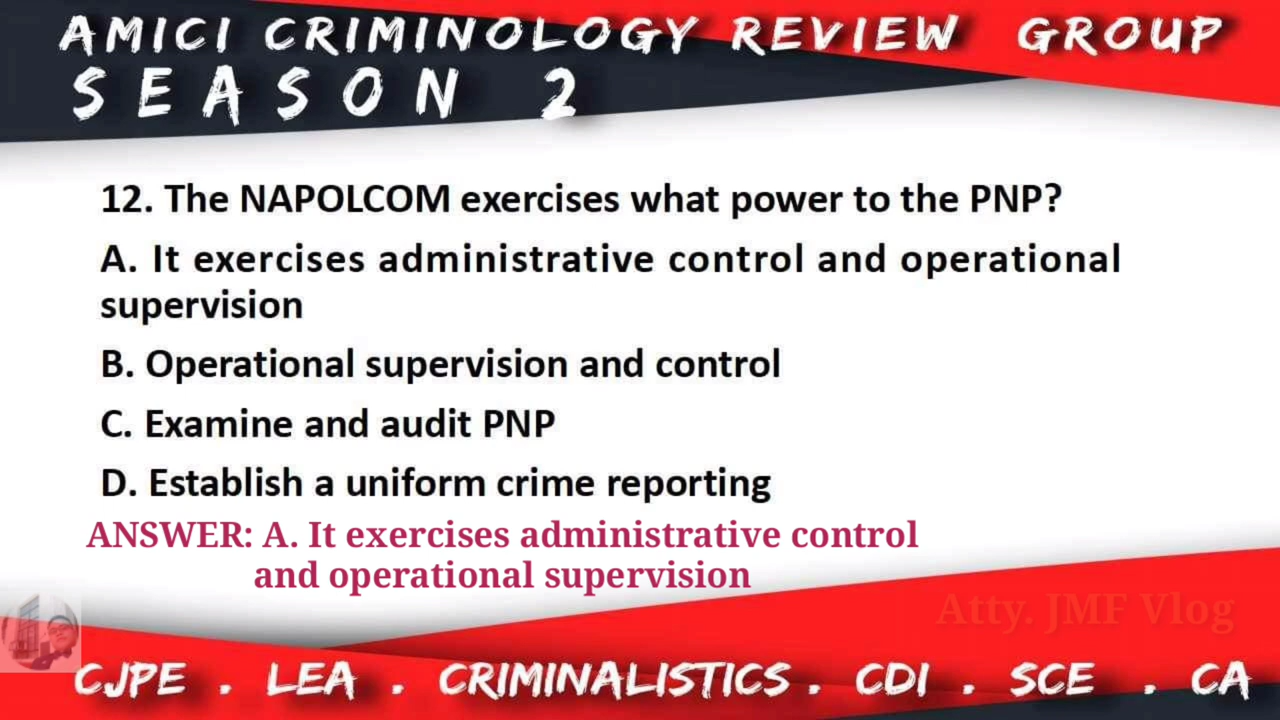 AMICI CRIMINOLOGY REVIEW GROUP
SEASON 2
12. The NAPOLCOM exercises what power to the PNP?
A. It exercises administrative control and operational
supervision
B. Operational supervision and control
C. Examine and audit PNP
D. Establish a uniform crime reporting
ANSWER: A. It exercises administrative control
and operational supervision
Atty. JMF Vlog
CJPE . LEA . CRIMINALISTICS . CDI . SCE . CA